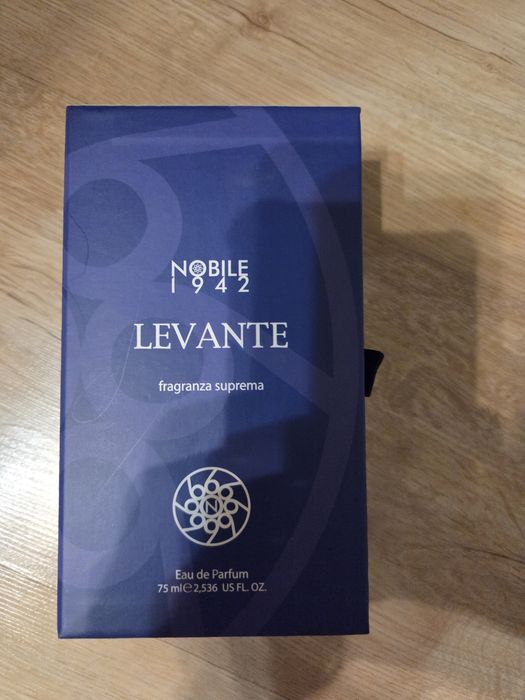 NOBILE
1942
LEVANTE
fragranza suprema
N
Eau de Parfum
75 ml ℮ 2,536 US FL. OZ.